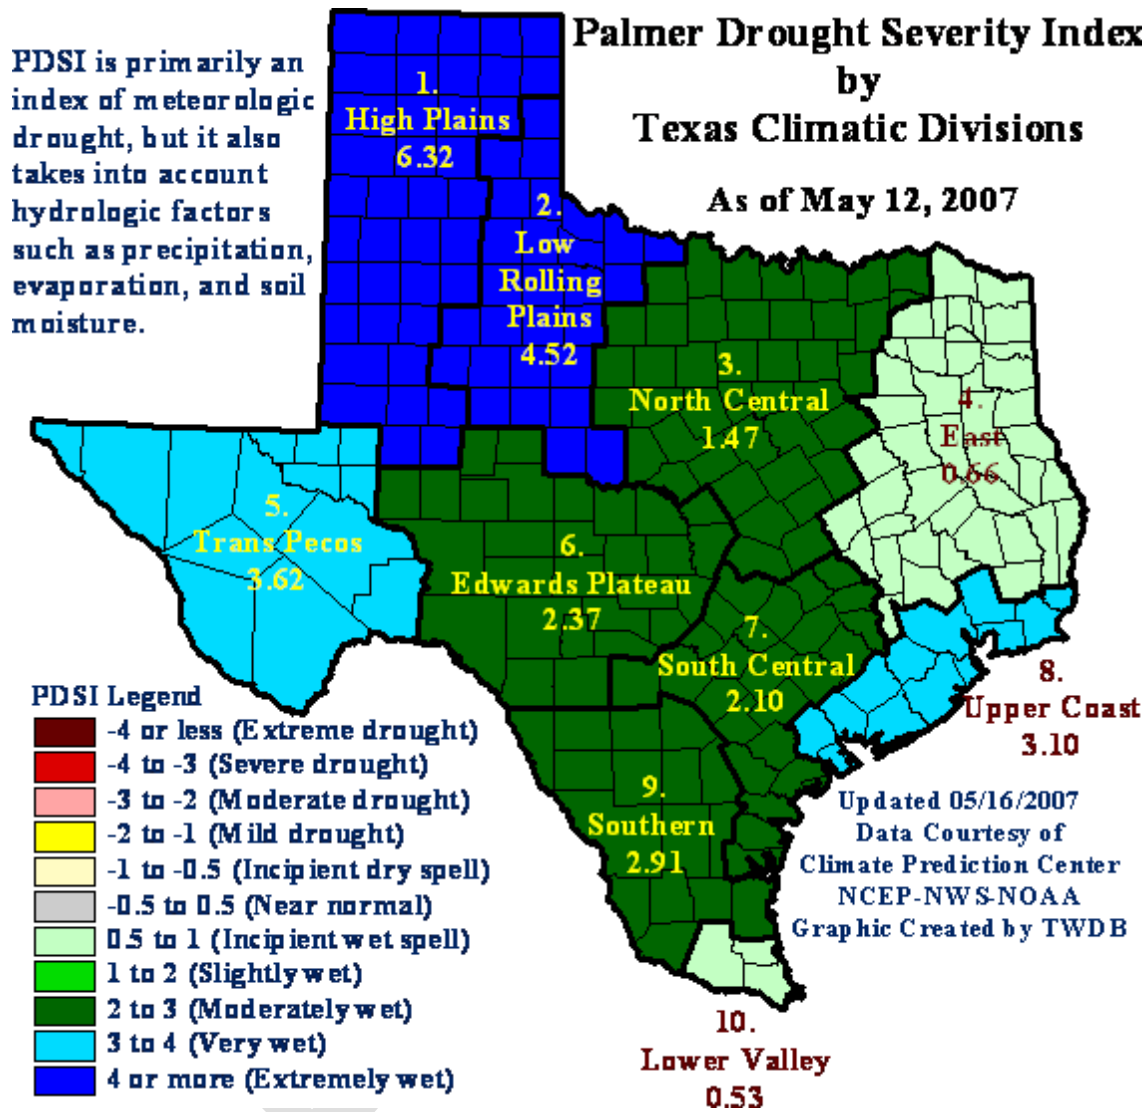 Palmer Drought Severity Index
by
Texas Climatic Divisions
As of May 12, 2007
PDSI is primarily an
index of meteorologic
drought, but it also
takes into account
hydrologic factors
such as precipitation,
evaporation, and soil
moisture.
1.
High Plains
6.32
2.
Low
Rolling
Plains
4.52
3.
North Central
1.47
4.
East
0.66
5.
Trans Pecos
3.62
6.
Edwards Plateau
2.37
7.
South Central
2.10
8.
Upper Coast
3.10
9.
Southern
2.91
10.
Lower Valley
0.53
PDSI Legend
-4 or less (Extreme drought)
-4 to -3 (Severe drought)
-3 to -2 (Moderate drought)
-2 to -1 (Mild drought)
-1 to -0.5 (Incipient dry spell)
-0.5 to 0.5 (Near normal)
0.5 to 1 (Incipient wet spell)
1 to 2 (Slightly wet)
2 to 3 (Moderately wet)
3 to 4 (Very wet)
4 or more (Extremely wet)
Updated 05/16/2007
Data Courtesy of
Climate Prediction Center
NCEP-NWS-NOAA
Graphic Created by TWDB